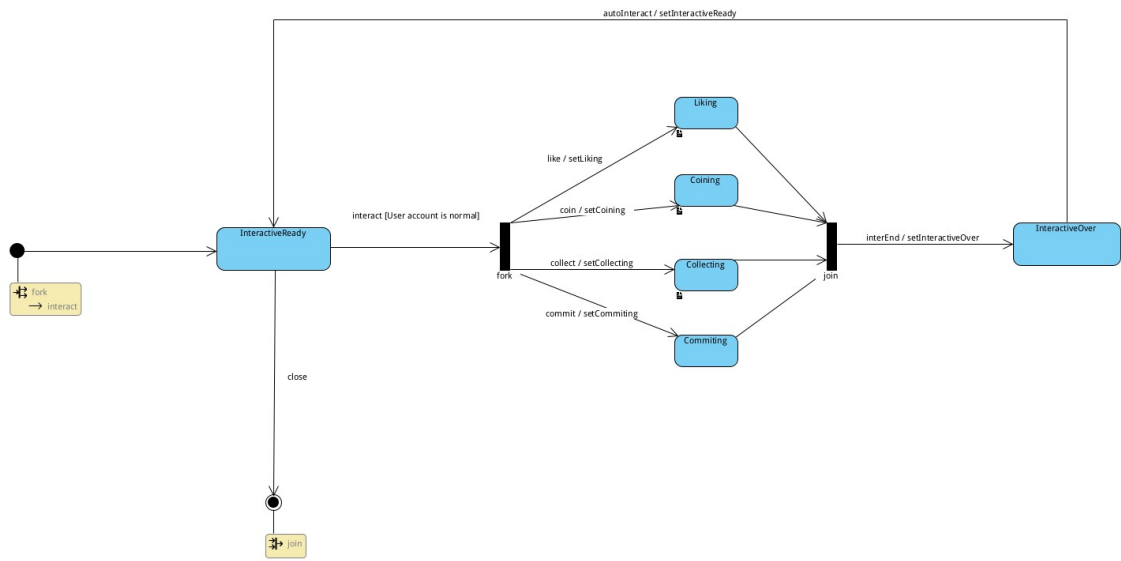 autoInteract / setInteractiveReady
Liking
like / setLiking
Coining
coin / setCoining
interact [User account is normal]
InteractiveReady
InteractiveOver
interEnd / setInteractiveOver
collect / setCollecting
Collecting
fork
join
fork
interact
commit / setCommiting
Commiting
close
join